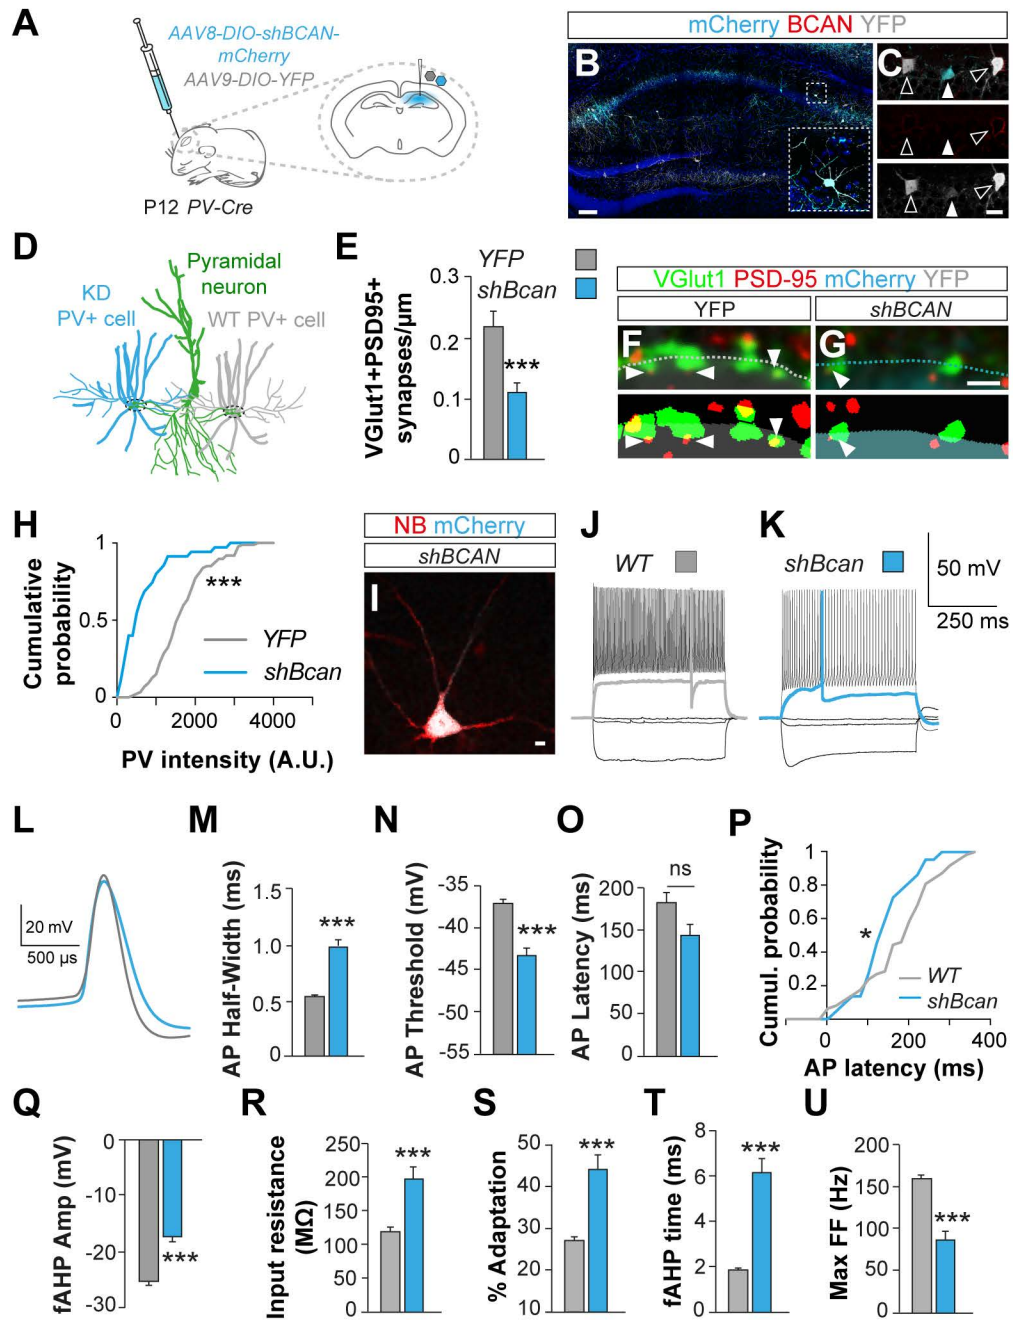 A
AAV8-DIO-shBCAN-
mCherry
AAV9-DIO-YFP
P12 PV-Cre
mCherry BCAN YFP
B
C
D
KD
PV+ cell
Pyramidal
neuron
WT PV+ cell
E
YFP
shBcan
VGlut1+PSD95+
synapses/µm
0.3
0.2
0.1
0
***
VGlut1 PSD-95 mCherry YFP
YFP
shBCAN
F
G
H
Cumulative
probability
1
0.5
0
***
YFP
shBcan
0
2000
4000
PV intensity (A.U.)
NB mCherry
shBCAN
J
WT
K
shBcan
50 mV
250 ms
L
20 mV
500 µs
M
AP Half-Width (ms)
1.5
1.0
0.5
0
***
N
AP Threshold (mV)
-35
-40
-45
-50
-55
***
O
AP Latency (ms)
200
150
100
50
0
ns
P
Cumul. probability
1
0.8
0.6
0.4
0.2
*
WT
shBcan
0
200
400
AP latency (ms)
Q
fAHP Amp (mV)
0
-10
-20
-30
***
R
Input resistance
(MΩ)
250
200
150
100
50
0
***
S
% Adaptation
50
40
30
20
10
***
T
fAHP time (ms)
8
6
4
2
0
***
U
Max FF (Hz)
200
150
100
50
0
***